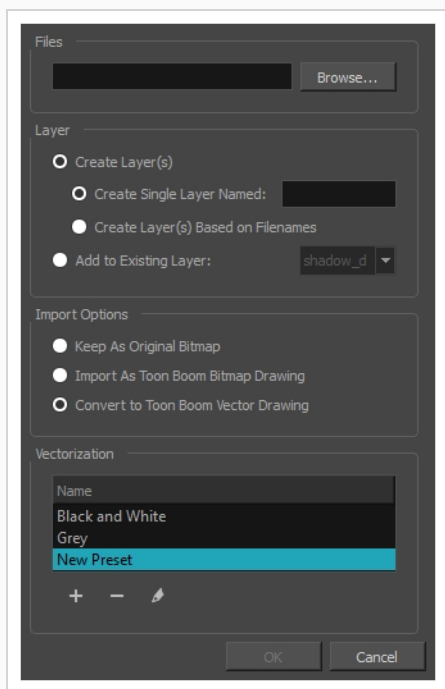 Files
Browse...
Layer
Create Layer(s)
Create Single Layer Named:
Create Layer(s) Based on Filenames
Add to Existing Layer: shadow_d
Import Options
Keep As Original Bitmap
Import As Toon Boom Bitmap Drawing
Convert to Toon Boom Vector Drawing
Vectorization
Name
Black and White
Grey
New Preset
OK Cancel